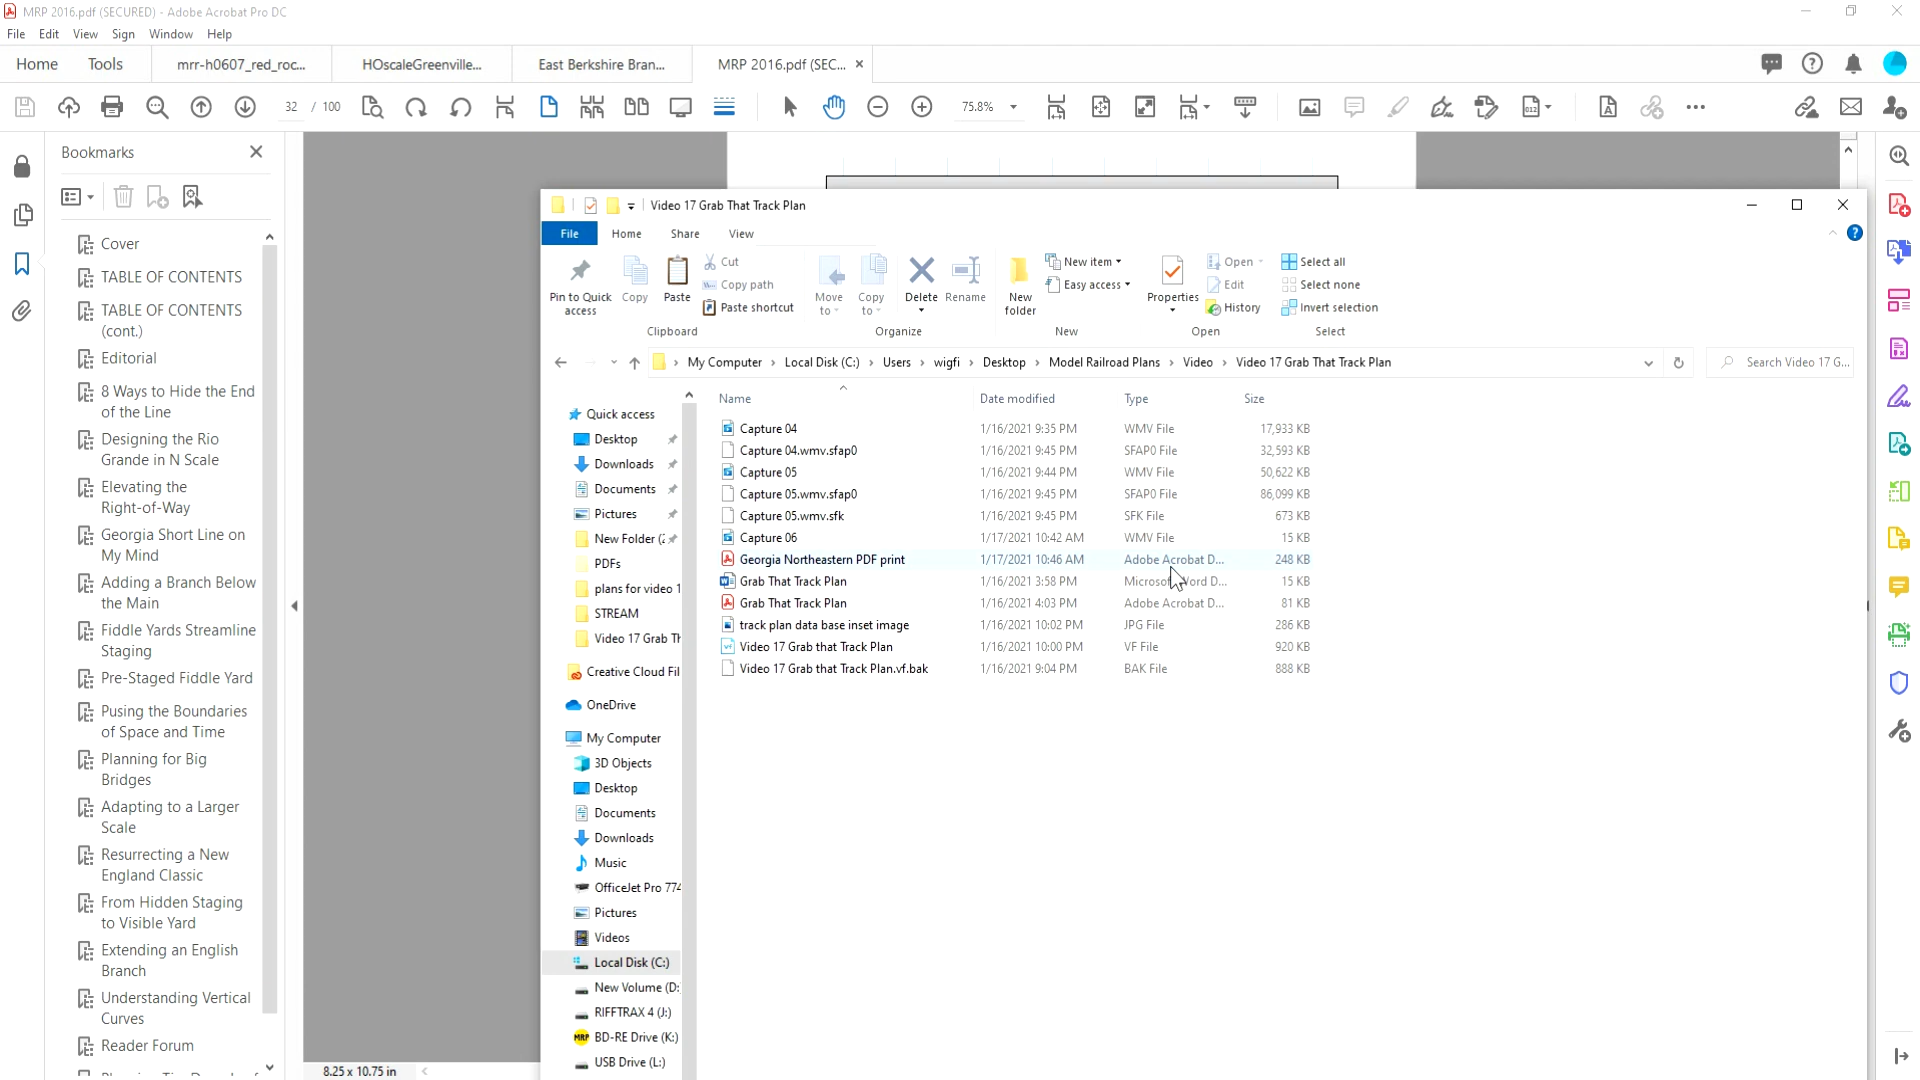 MRP 2016.pdf (SECURED) - Adobe Acrobat Pro DC
File Edit View Sign Window Help
Home Tools mrr-h0607_red_roc... HOscaleGreenville... East Berkshire Bran... MRP 2016.pdf (SEC... ×
32 / 100 75.8%
Bookmarks
Cover
TABLE OF CONTENTS
TABLE OF CONTENTS
(cont.)
Editorial
8 Ways to Hide the End
of the Line
Designing the Rio
Grande in N Scale
Elevating the
Right-of-Way
Georgia Short Line on
My Mind
Adding a Branch Below
the Main
Fiddle Yards Streamline
Staging
Pre-Staged Fiddle Yard
Pusing the Boundaries
of Space and Time
Planning for Big
Bridges
Adapting to a Larger
Scale
Resurrecting a New
England Classic
From Hidden Staging
to Visible Yard
Extending an English
Branch
Understanding Vertical
Curves
Reader Forum
8.25 x 10.75 in
Video 17 Grab That Track Plan
File Home Share View
Pin to Quick
access
Copy
Paste
Cut
Copy path
Paste shortcut
Clipboard
Move
to
Copy
to
Delete
Rename
Organize
New
folder
New item
Easy access
New
Properties
Open
Edit
History
Open
Select all
Select none
Invert selection
Select
My Computer › Local Disk (C:) › Users › wigfi › Desktop › Model Railroad Plans › Video › Video 17 Grab That Track Plan
Search Video 17 G...
Quick access
Desktop
Downloads
Documents
Pictures
New Folder (2
PDFs
plans for video 1
STREAM
Video 17 Grab Th
Creative Cloud Fil
OneDrive
My Computer
3D Objects
Desktop
Documents
Downloads
Music
OfficeJet Pro 774
Pictures
Videos
Local Disk (C:)
New Volume (D:
RIFFTRAX 4 (J:)
BD-RE Drive (K:)
USB Drive (L:)
Name Date modified Type Size
Capture 04 1/16/2021 9:35 PM WMV File 17,933 KB
Capture 04.wmv.sfap0 1/16/2021 9:45 PM SFAP0 File 32,593 KB
Capture 05 1/16/2021 9:44 PM WMV File 50,622 KB
Capture 05.wmv.sfap0 1/16/2021 9:45 PM SFAP0 File 86,099 KB
Capture 05.wmv.sfk 1/16/2021 9:45 PM SFK File 673 KB
Capture 06 1/17/2021 10:42 AM WMV File 15 KB
Georgia Northeastern PDF print 1/17/2021 10:46 AM Adobe Acrobat D... 248 KB
Grab That Track Plan 1/16/2021 3:58 PM Microsoft Word D... 15 KB
Grab That Track Plan 1/16/2021 4:03 PM Adobe Acrobat D... 81 KB
track plan data base inset image 1/16/2021 10:02 PM JPG File 286 KB
Video 17 Grab that Track Plan 1/16/2021 10:00 PM VF File 920 KB
Video 17 Grab that Track Plan.vf.bak 1/16/2021 9:04 PM BAK File 888 KB